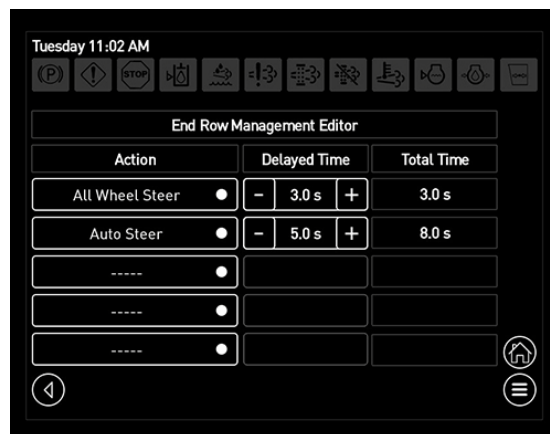 Tuesday 11:02 AM
(P) STOP
End Row Management Editor
Action Delayed Time Total Time
All Wheel Steer - 3.0 s + 3.0 s
Auto Steer - 5.0 s + 8.0 s
-----
-----
-----